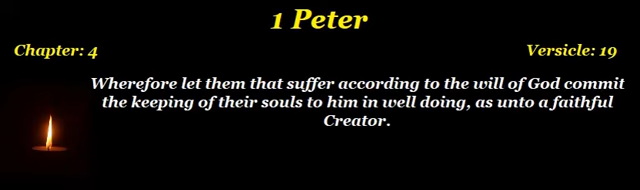 1 Peter
Chapter: 4 Versicle: 19
Wherefore let them that suffer according to the will of God commit
the keeping of their souls to him in well doing, as unto a faithful
Creator.